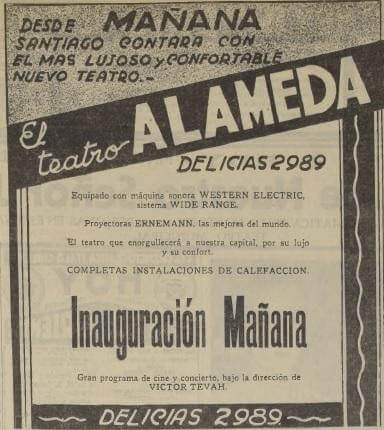 DESDE MAÑANA
SANTIAGO CONTARA CON
EL MAS LUJOSO y CONFORTABLE
NUEVO TEATRO.-
El teatro ALAMEDA
DELICIAS 2989
Equipado con máquina sonora WESTERN ELECTRIC,
sistema WIDE RANGE.
Proyectoras ERNEMANN, las mejores del mundo.
El teatro que enorgullecerá a nuestra capital, por su lujo
y su confort.
COMPLETAS INSTALACIONES DE CALEFACCION.
Inauguración Mañana
Gran programa de cine y concierto, bajo la dirección de
VICTOR TEVAH.
DELICIAS 2989.